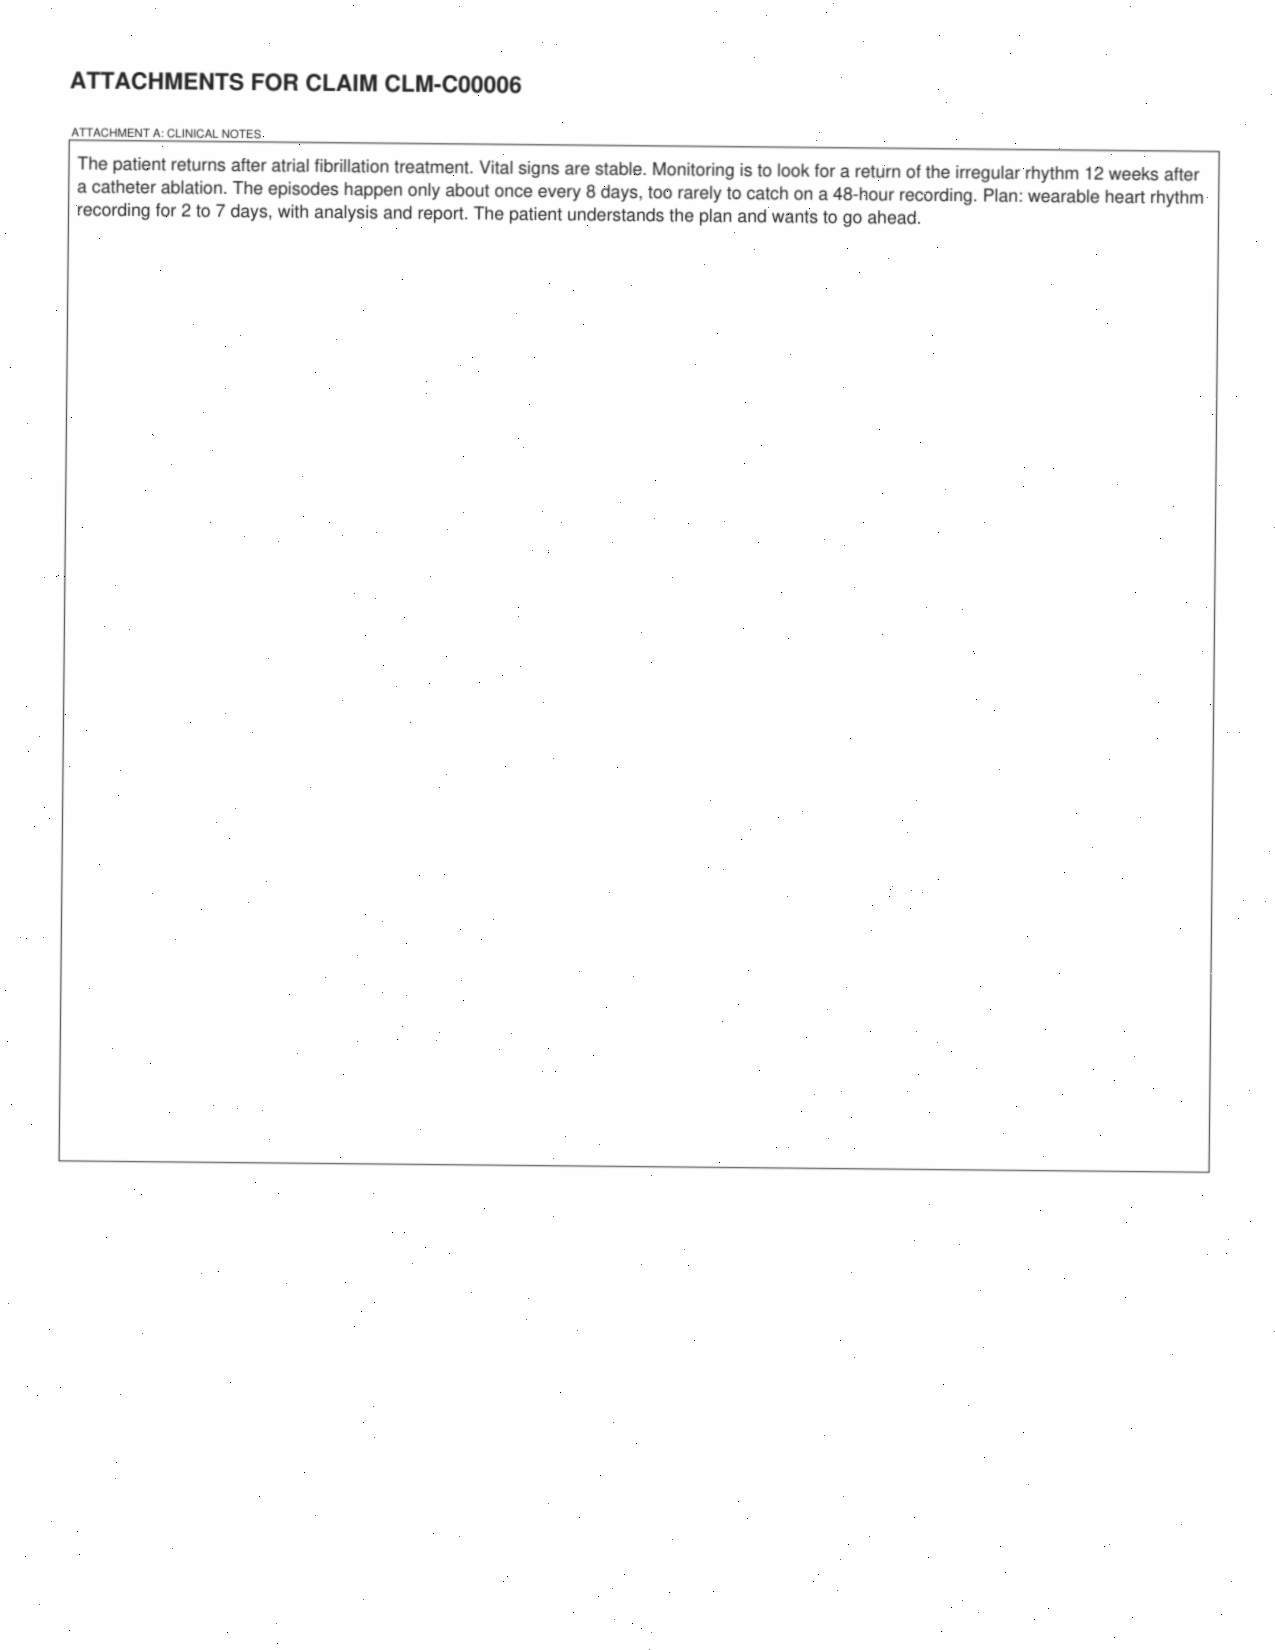 ATTACHMENTS FOR CLAIM CLM-C00006
ATTACHMENT A: CLINICAL NOTES
The patient returns after atrial fibrillation treatment. Vital signs are stable. Monitoring is to look for a return of the irregular rhythm 12 weeks after
a catheter ablation. The episodes happen only about once every 8 days, too rarely to catch on a 48-hour recording. Plan: wearable heart rhythm
recording for 2 to 7 days, with analysis and report. The patient understands the plan and wants to go ahead.